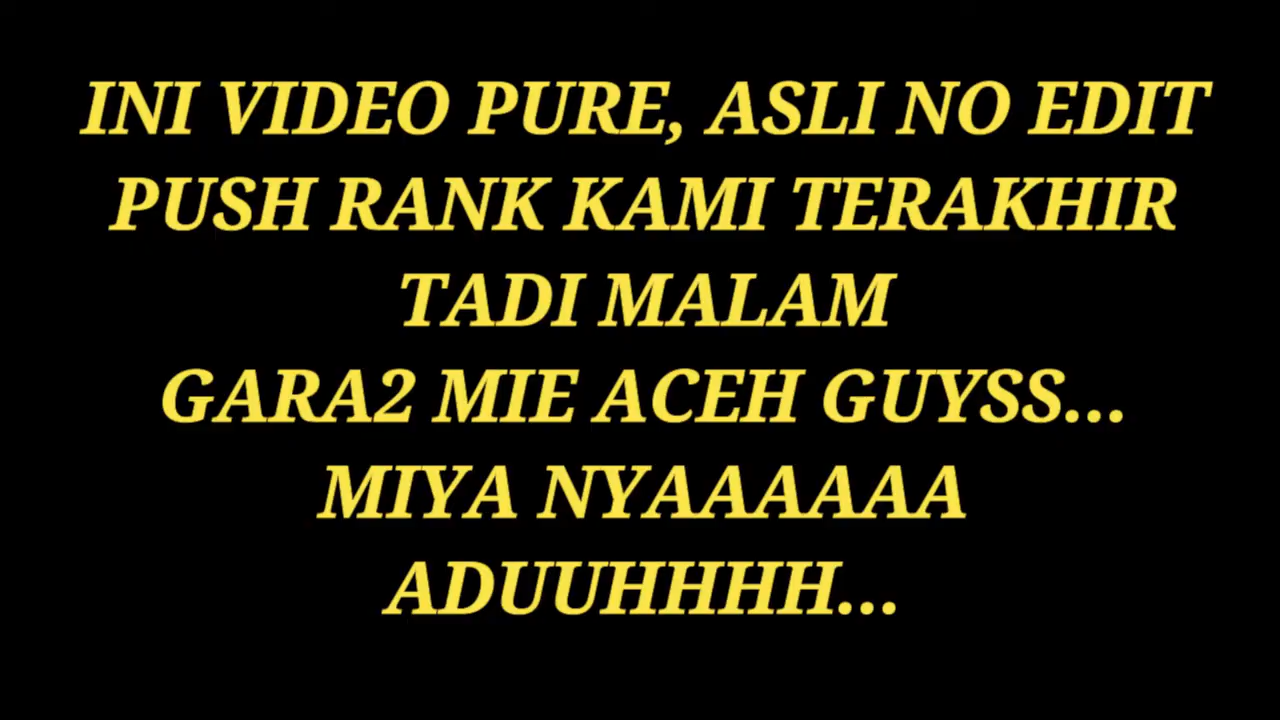 INI VIDEO PURE, ASLI NO EDIT
PUSH RANK KAMI TERAKHIR
TADI MALAM
GARA2 MIE ACEH GUYSS...
MIYA NYAAAAAA
ADUUHHHH...